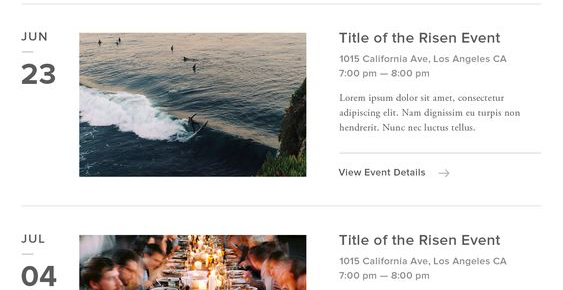 JUN
23
Title of the Risen Event
1015 California Ave, Los Angeles CA
7:00 pm — 8:00 pm
Lorem ipsum dolor sit amet, consectetur
adipiscing elit. Nam dignissim eu turpis non
hendrerit. Nunc nec luctus tellus.
View Event Details
JUL
04
Title of the Risen Event
1015 California Ave, Los Angeles CA
7:00 pm — 8:00 pm